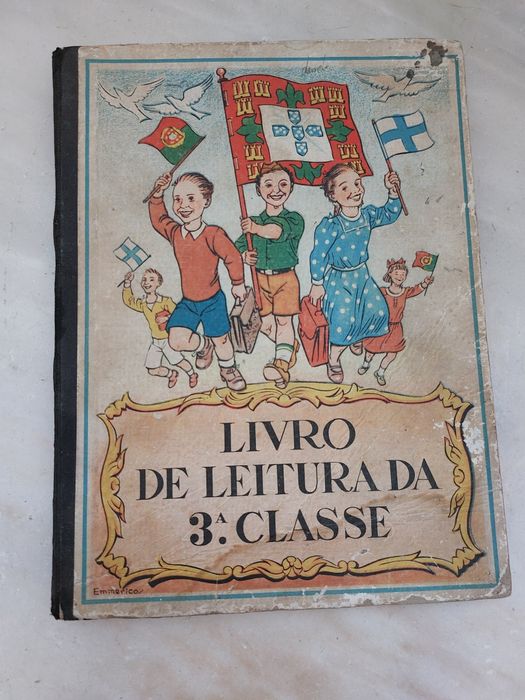 LIVRO
DE LEITURA DA
3.ª CLASSE
Emmerico